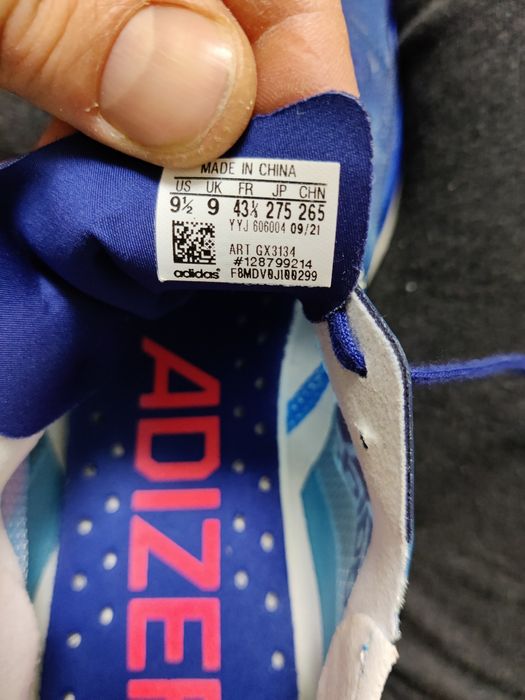 MADE IN CHINA
US UK FR JP CHN
9½ 9 43⅓ 275 265
YYJ 606004 09/21
ART GX3134
#128799214
adidas F8MDV0J100299
ADIZE